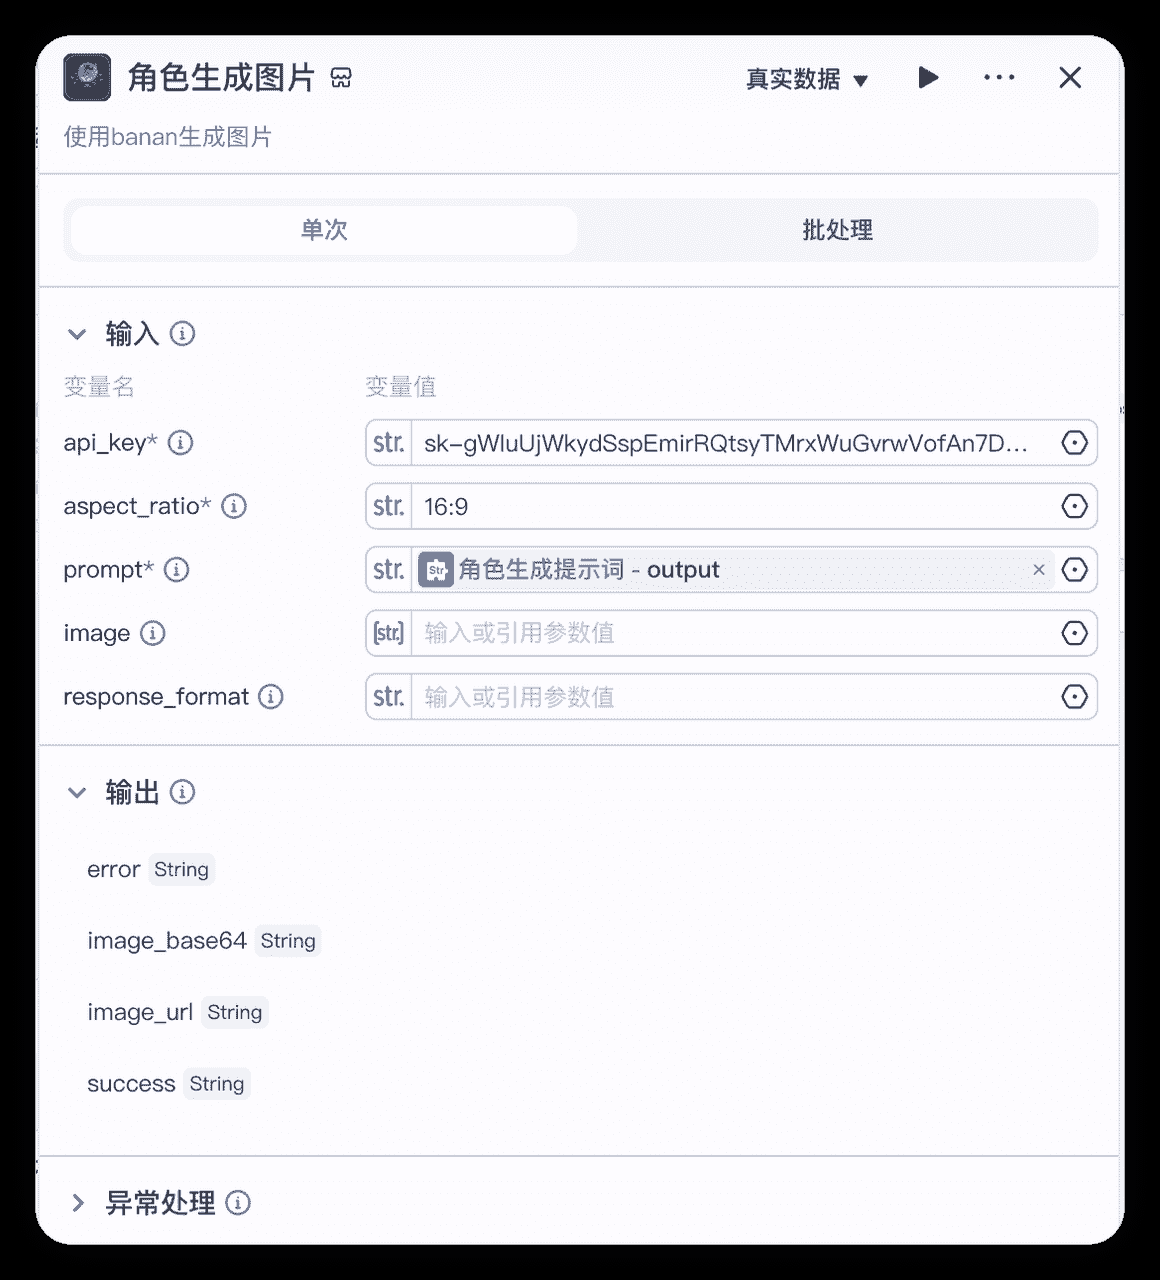 角色生成图片 真实数据
使用banan生成图片
单次 批处理
输入
变量名 变量值
api_key* str. sk-gWluUjWkydSspEmirRQtsyTMrxWuGvrwVofAn7D...
aspect_ratio* str. 16:9
prompt* str. Str 角色生成提示词 - output
image [str.] 输入或引用参数值
response_format str. 输入或引用参数值
输出
error String
image_base64 String
image_url String
success String
异常处理